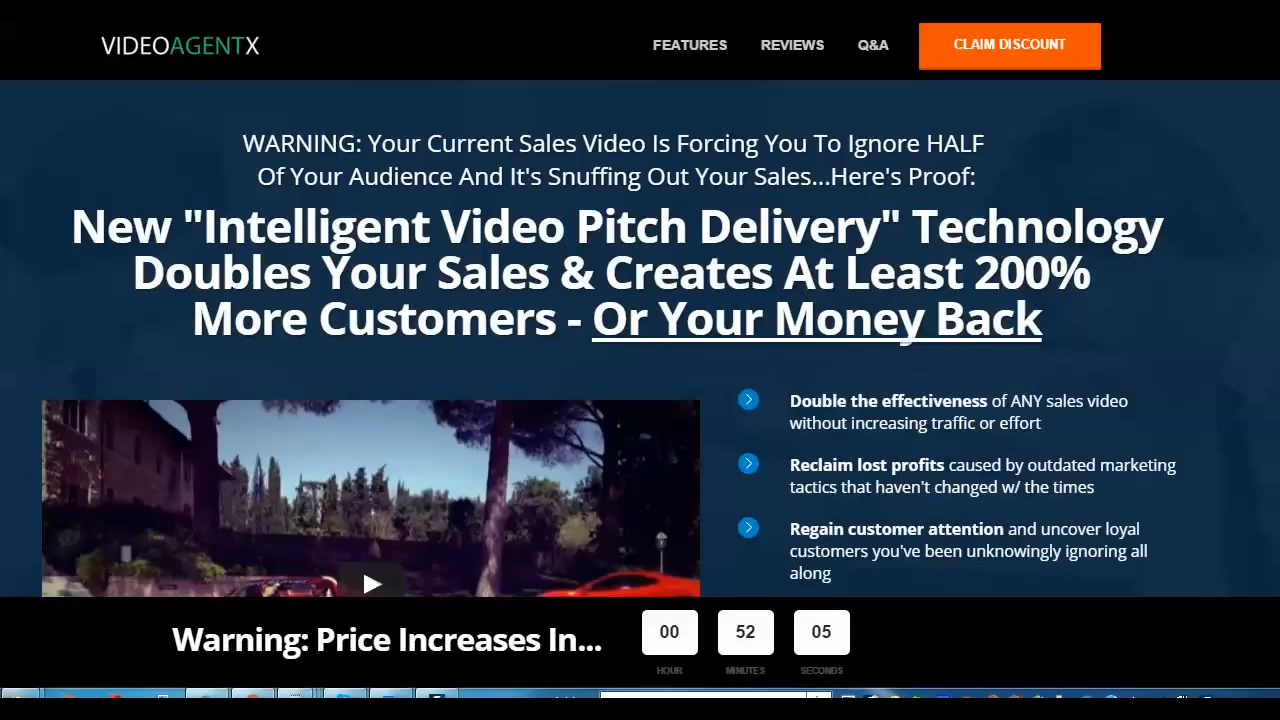 VIDEOAGENTX
FEATURES REVIEWS Q&A CLAIM DISCOUNT
WARNING: Your Current Sales Video Is Forcing You To Ignore HALF
Of Your Audience And It's Snuffing Out Your Sales...Here's Proof:
New "Intelligent Video Pitch Delivery" Technology
Doubles Your Sales & Creates At Least 200%
More Customers - Or Your Money Back
Double the effectiveness of ANY sales video
without increasing traffic or effort
Reclaim lost profits caused by outdated marketing
tactics that haven't changed w/ the times
Regain customer attention and uncover loyal
customers you've been unknowingly ignoring all
along
Warning: Price Increases In...
00 52 05
HOUR MINUTES SECONDS